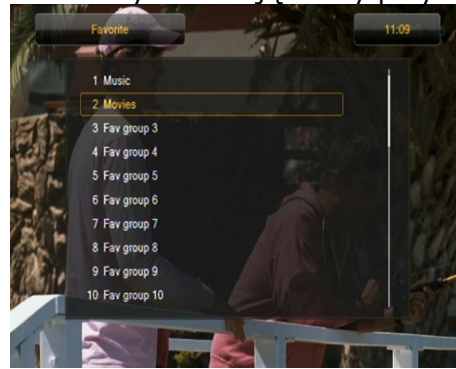 Favorite
11:09
1 Music
2 Movies
3 Fav group 3
4 Fav group 4
5 Fav group 5
6 Fav group 6
7 Fav group 7
8 Fav group 8
9 Fav group 9
10 Fav group 10